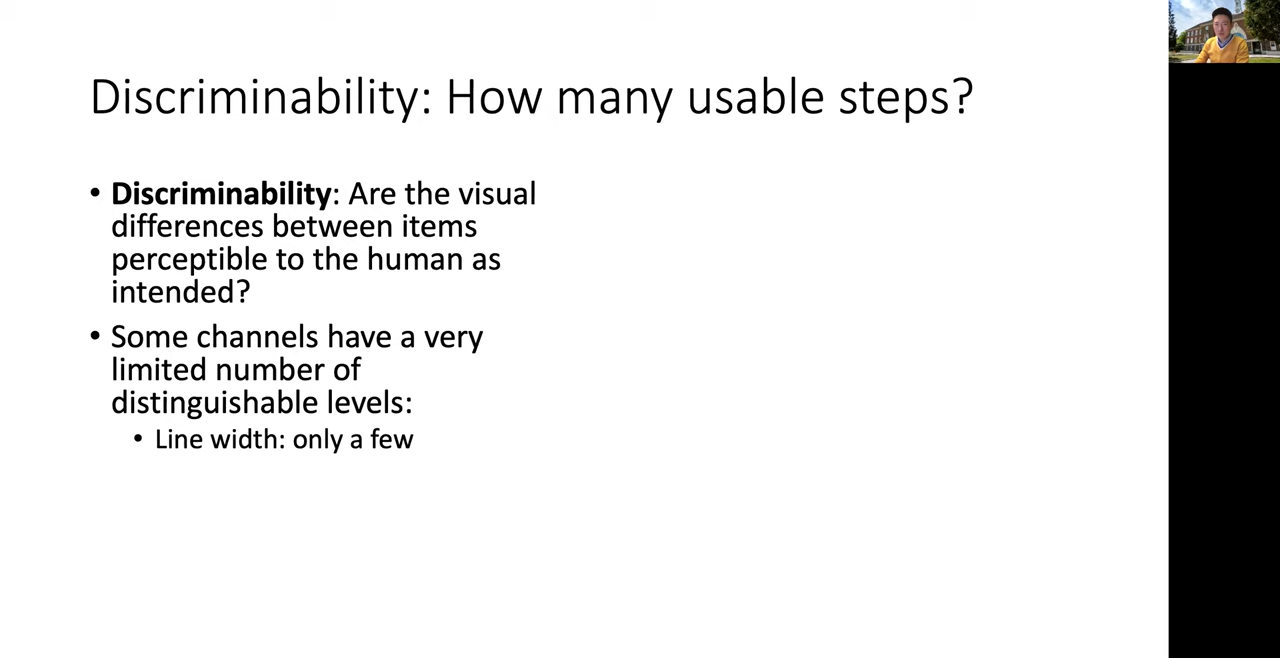 Discriminability: How many usable steps?
• Discriminability: Are the visual
differences between items
perceptible to the human as
intended?
• Some channels have a very
limited number of
distinguishable levels:
• Line width: only a few